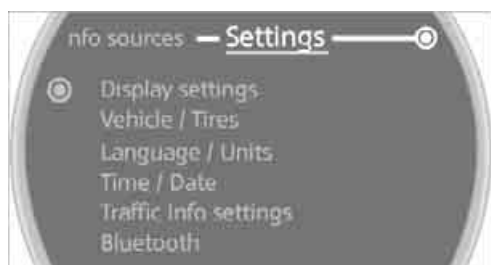 nfo sources Settings
Display settings
Vehicle / Tires
Language / Units
Time / Date
Traffic Info settings
Bluetooth